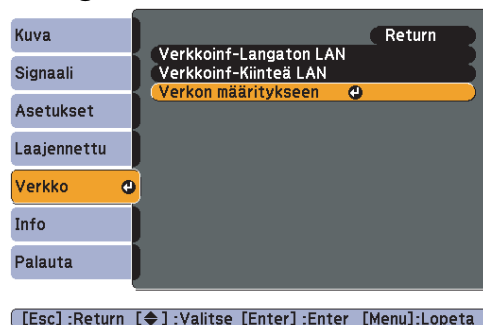 Kuva
Signaali
Asetukset
Laajennettu
Verkko
Info
Palauta
Return
Verkkoinf-Langaton LAN
Verkkoinf-Kiinteä LAN
Verkon määritykseen
[Esc] :Return [ ] :Valitse [Enter] :Enter [Menu]:Lopeta